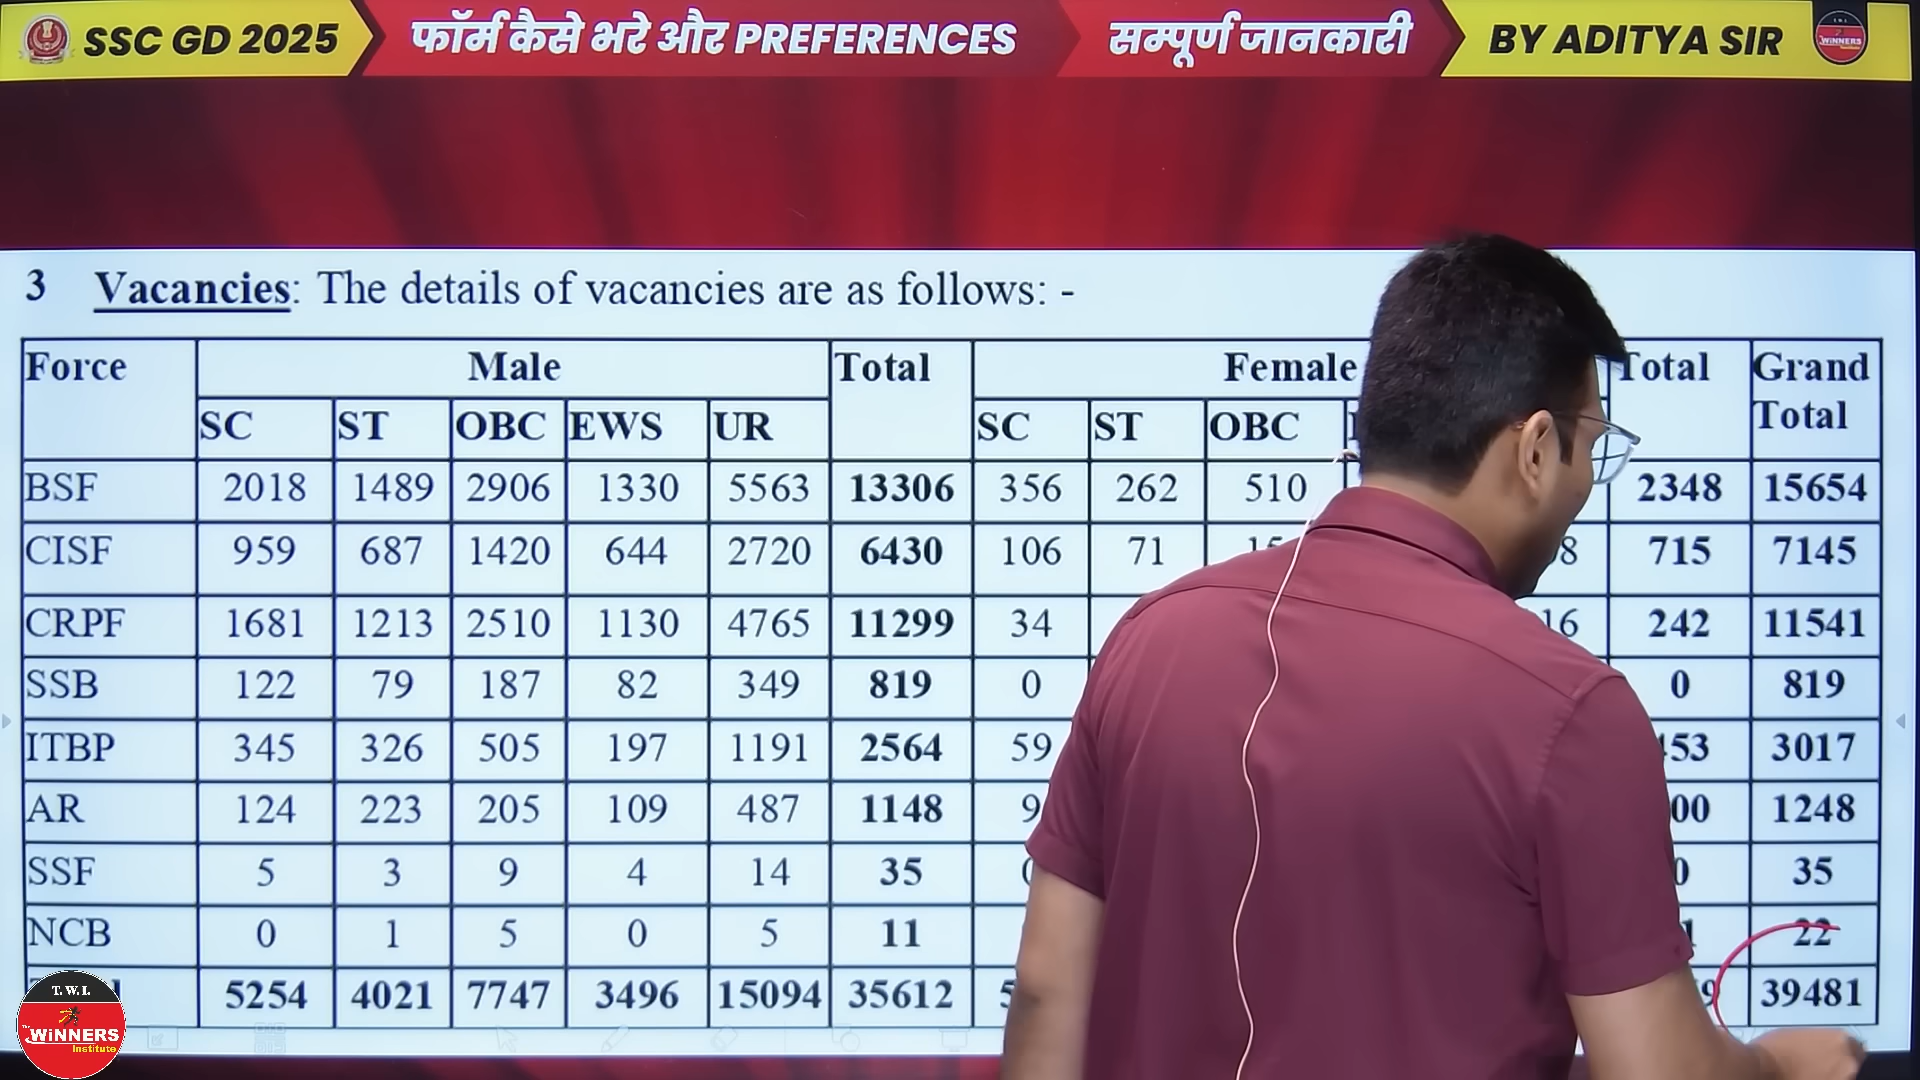 SSC GD 2025 फॉर्म कैसे भरे और PREFERENCES सम्पूर्ण जानकारी BY ADITYA SIR
WiNNERS
3 Vacancies: The details of vacancies are as follows: -
Force Male Total Female Total Grand Total
SC ST OBC EWS UR SC ST OBC
BSF 2018 1489 2906 1330 5563 13306 356 262 510 2348 15654
CISF 959 687 1420 644 2720 6430 106 71 715 7145
CRPF 1681 1213 2510 1130 4765 11299 34 242 11541
SSB 122 79 187 82 349 819 0 0 819
ITBP 345 326 505 197 1191 2564 59 3017
AR 124 223 205 109 487 1148 1248
SSF 5 3 9 4 14 35 35
NCB 0 1 5 0 5 11 22
5254 4021 7747 3496 15094 35612 39481
T.W.I.
The
WiNNERS
Institute